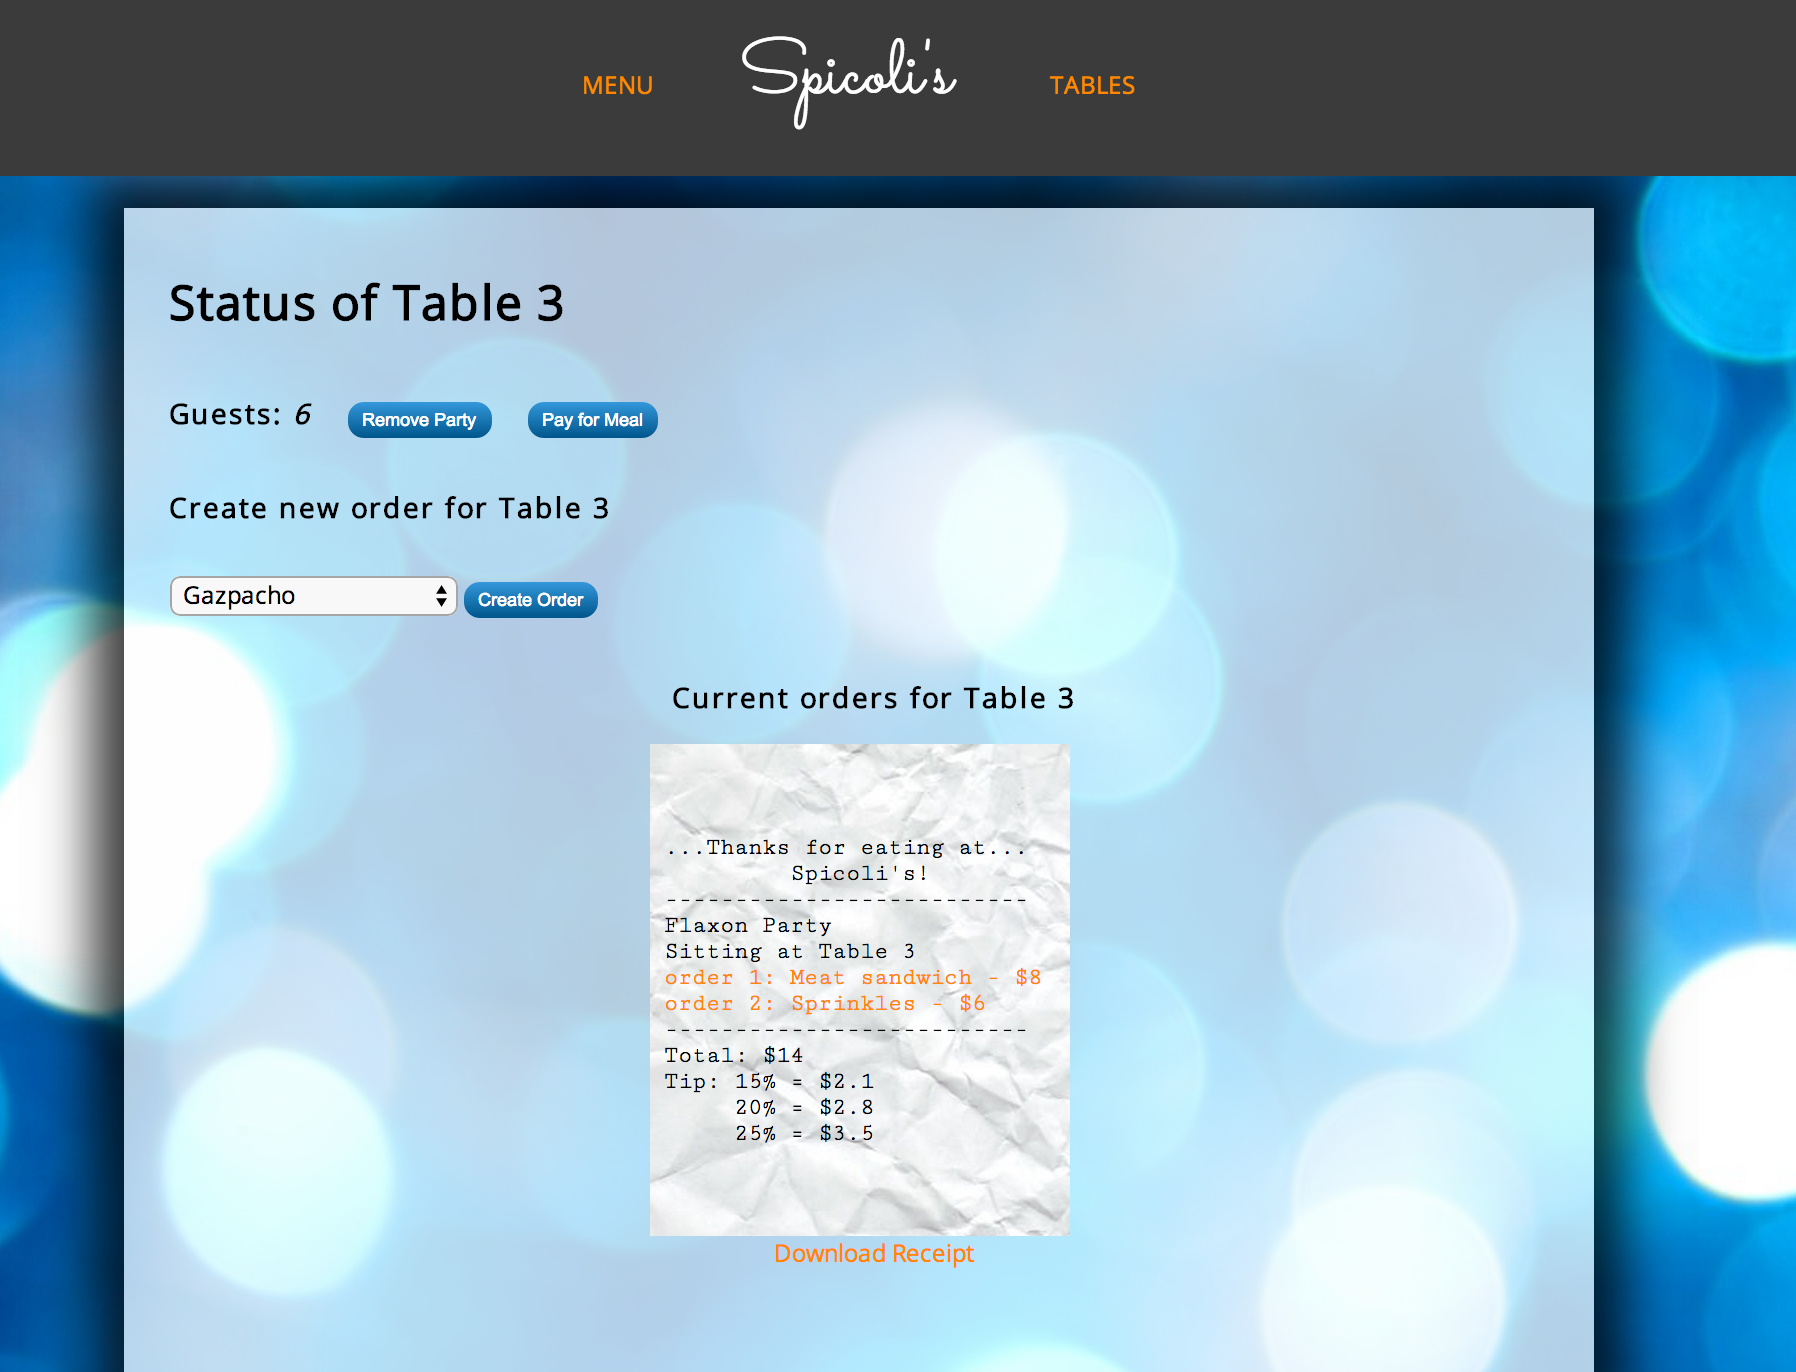 MENU
Spicoli's
TABLES
Status of Table 3
Guests: 6
Remove Party
Pay for Meal
Create new order for Table 3
Gazpacho
Create Order
Current orders for Table 3
...Thanks for eating at...
Spicoli's!
--------------------------
Flaxon Party
Sitting at Table 3
order 1: Meat sandwich - $8
order 2: Sprinkles - $6
--------------------------
Total: $14
Tip: 15% = $2.1
20% = $2.8
25% = $3.5
Download Receipt